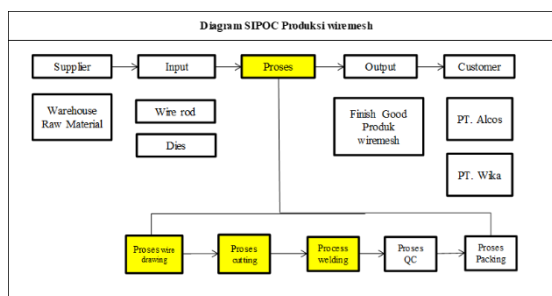 Diagram SIPOC Produksi wiremesh
Supplier
Input
Proses
Output
Customer
Warehouse
Raw Material
Wire rod
Dies
Finish Good
Produk
wiremesh
PT. Alcos
PT. Wika
Proses wire
drawing
Proses
cutting
Process
welding
Proses
QC
Proses
Packing